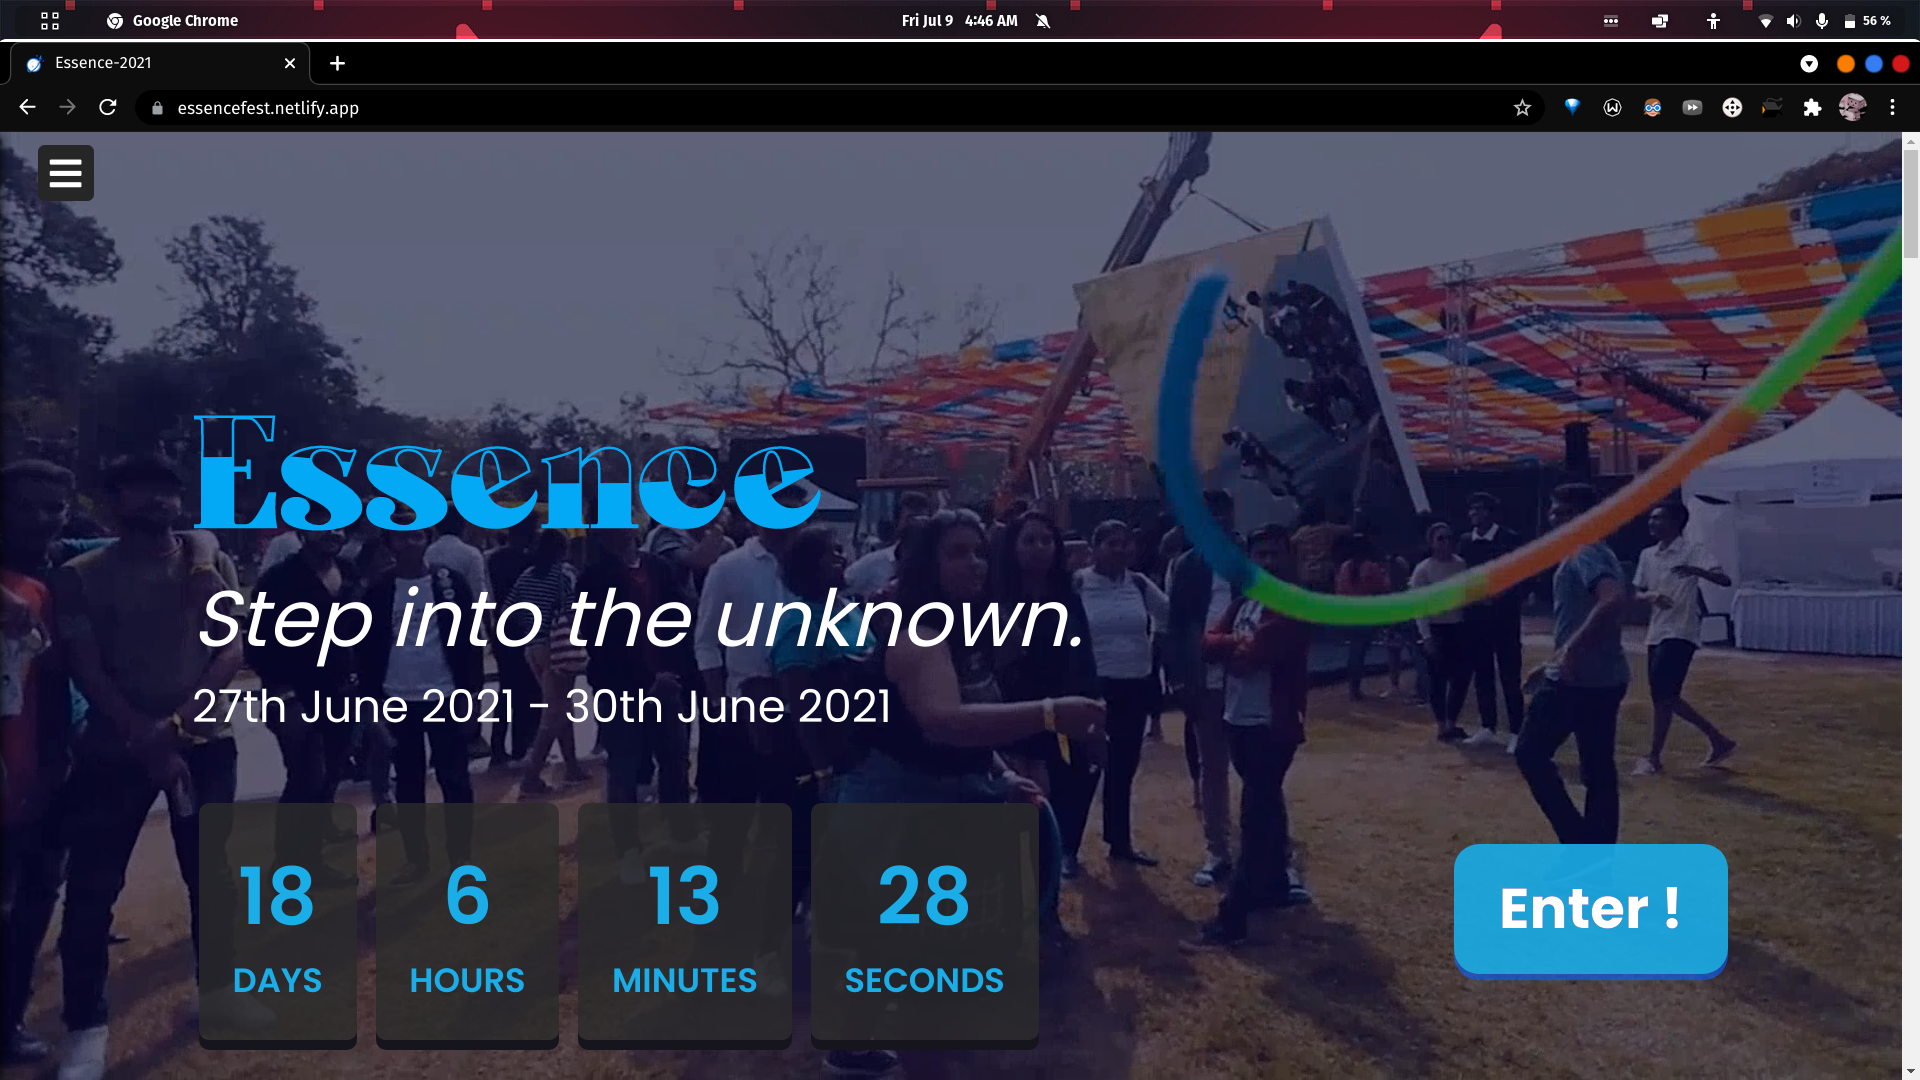 Google Chrome
Fri Jul 9 4:46 AM
56 %
Essence-2021
essencefest.netlify.app
Essence
Step into the unknown.
27th June 2021 - 30th June 2021
18 6 13 28
DAYS HOURS MINUTES SECONDS
Enter !